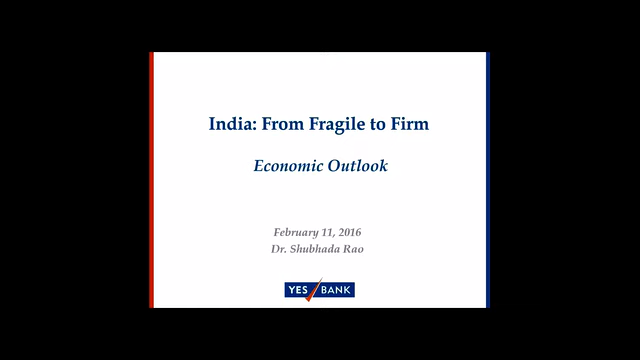 India: From Fragile to Firm
Economic Outlook
February 11, 2016
Dr. Shubhada Rao
YES BANK